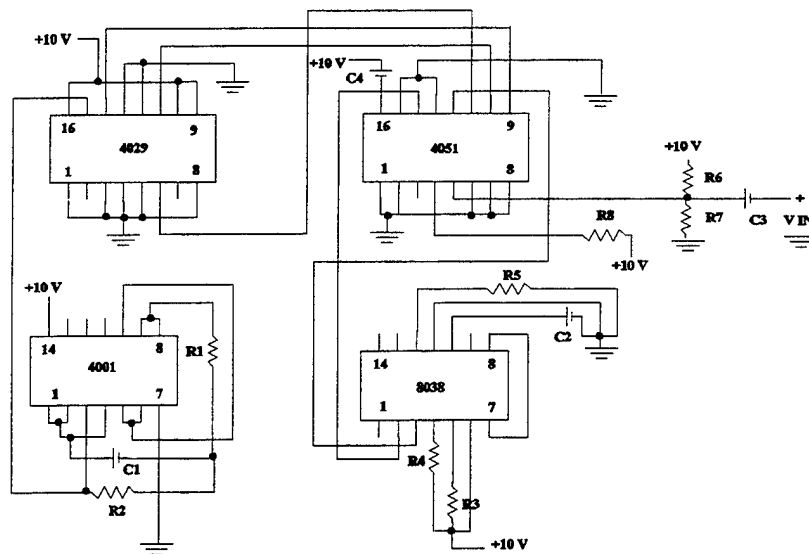 +10 V
16
9
4029
1
8
+10 V
C4
16
9
4051
1
8
+10 V
R6
R7
C3
+
V IN
R8
+10 V
+10 V
14
8
4001
1
7
R1
C1
R2
R5
C2
14
8
8038
1
7
R4
R3
+10 V